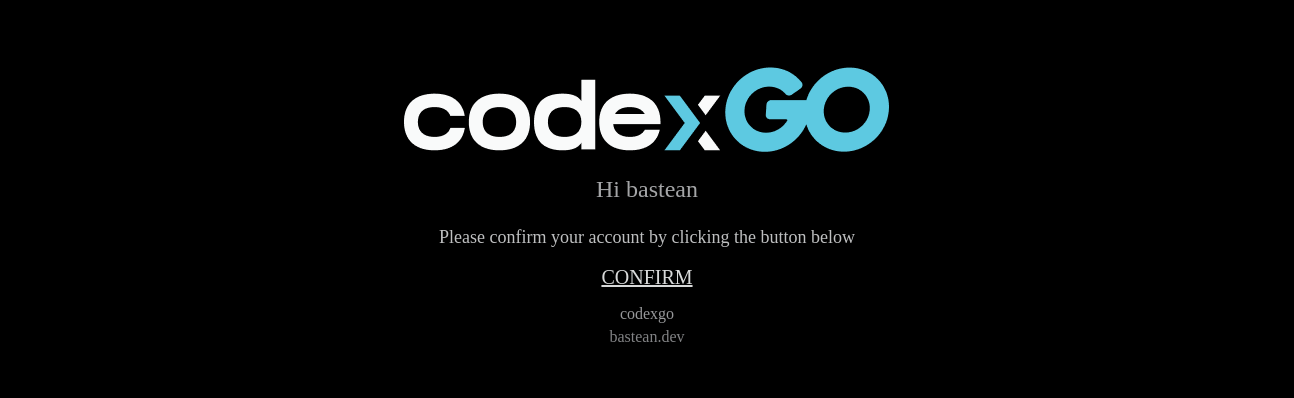 codexGO
Hi bastean
Please confirm your account by clicking the button below
CONFIRM
codexgo
bastean.dev